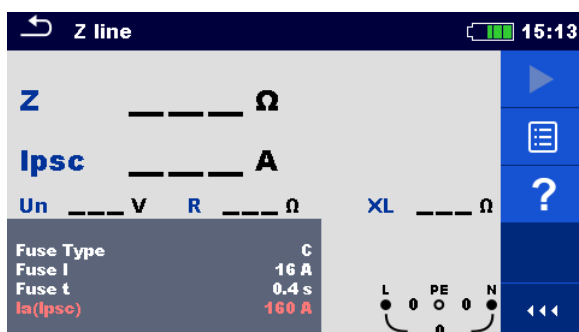 Z line 15:13
Z ___ Ω
Ipsc ___ A
Un ___ V R ___ Ω XL ___ Ω
Fuse Type C
Fuse I 16 A
Fuse t 0.4 s
Ia(Ipsc) 160 A
L PE N
0 0
0
?